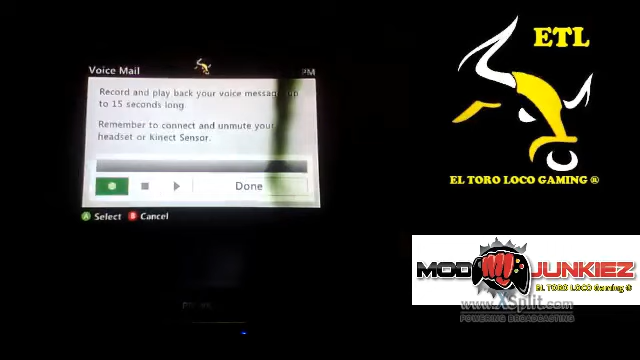 Voice Mail
PM
Record and play back your voice message up
to 15 seconds long.
Remember to connect and unmute your
headset or Kinect Sensor.
Done
A Select B Cancel
ETL
EL TORO LOCO GAMING ®
MOD JUNKIEZ
EL TORO LOCO Gaming ®
www.XSplit.com
POWERING BROADCASTING